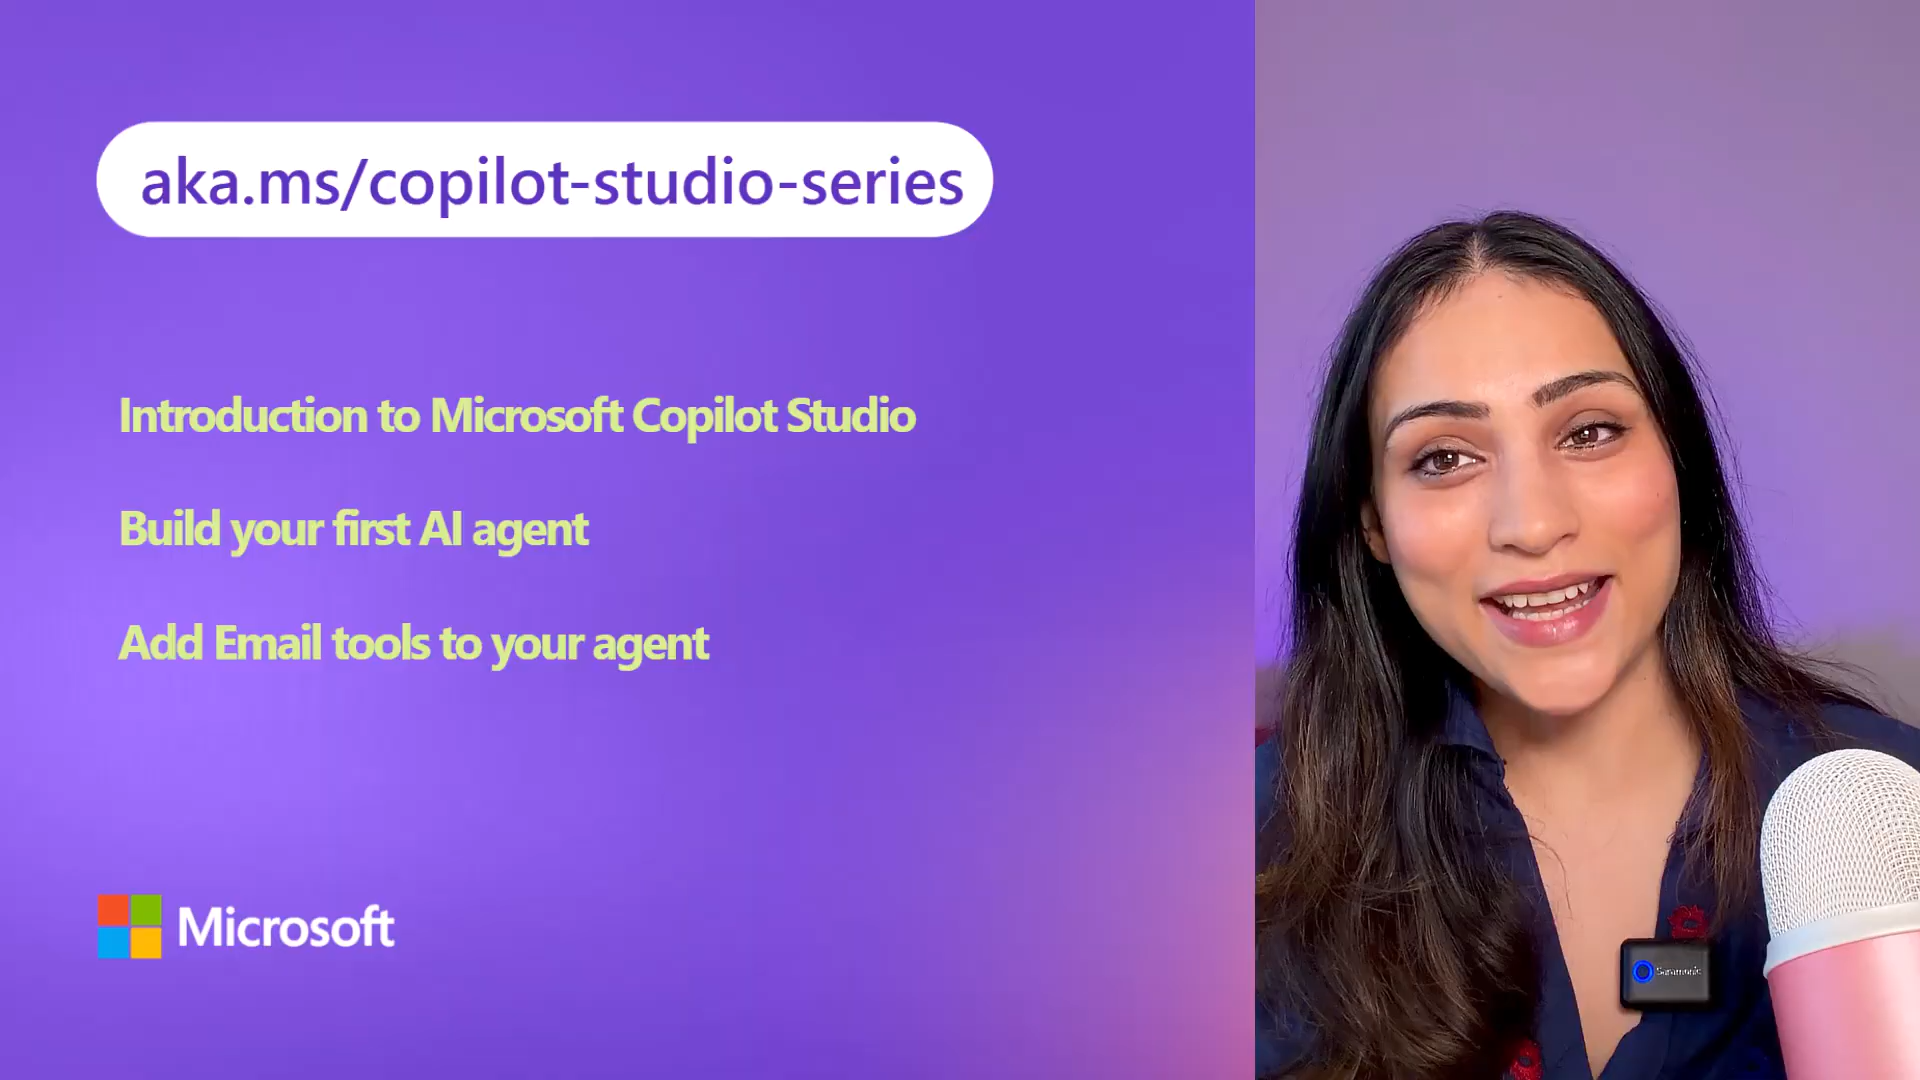 aka.ms/copilot-studio-series
Introduction to Microsoft Copilot Studio
Build your first AI agent
Add Email tools to your agent
Microsoft
Saramonic